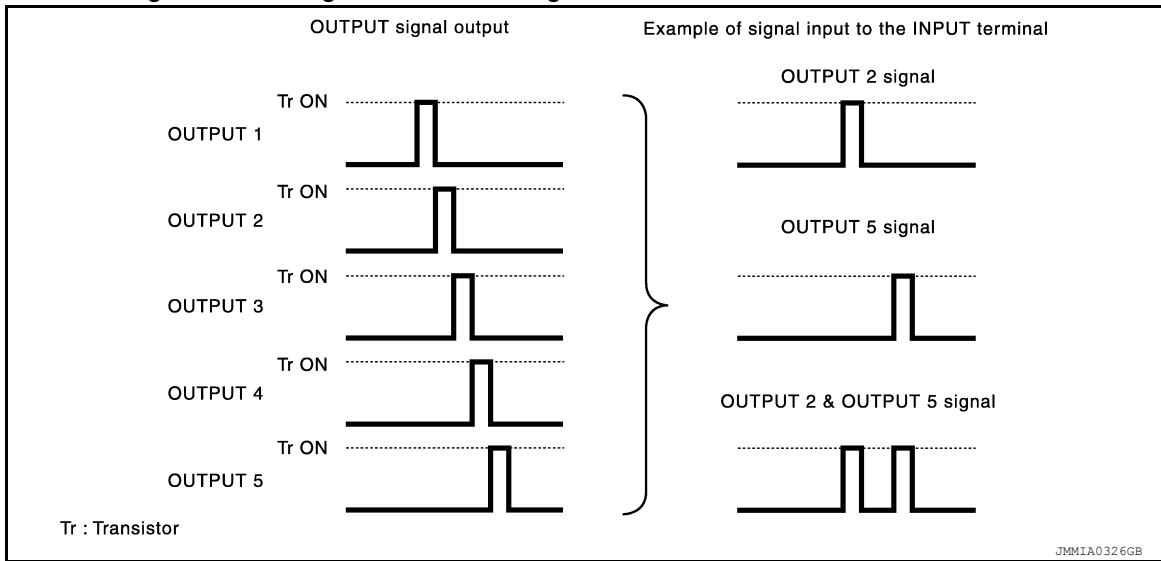 OUTPUT signal output
Example of signal input to the INPUT terminal
OUTPUT 1
Tr ON
OUTPUT 2
Tr ON
OUTPUT 3
Tr ON
OUTPUT 4
Tr ON
OUTPUT 5
Tr ON
OUTPUT 2 signal
OUTPUT 5 signal
OUTPUT 2 & OUTPUT 5 signal
Tr : Transistor
JMMIA0326GB